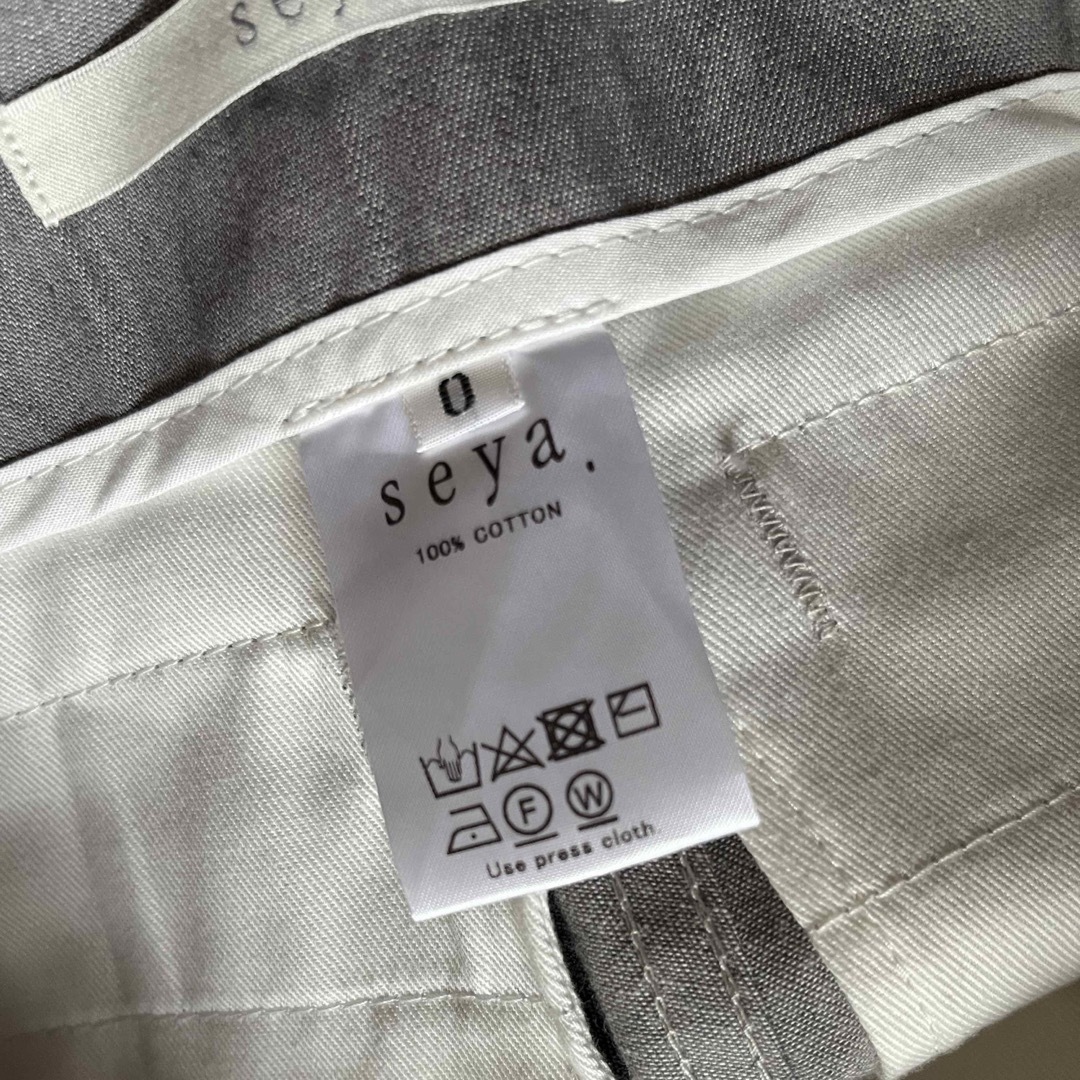 0
seya.
100% COTTON
F W
Use press cloth.